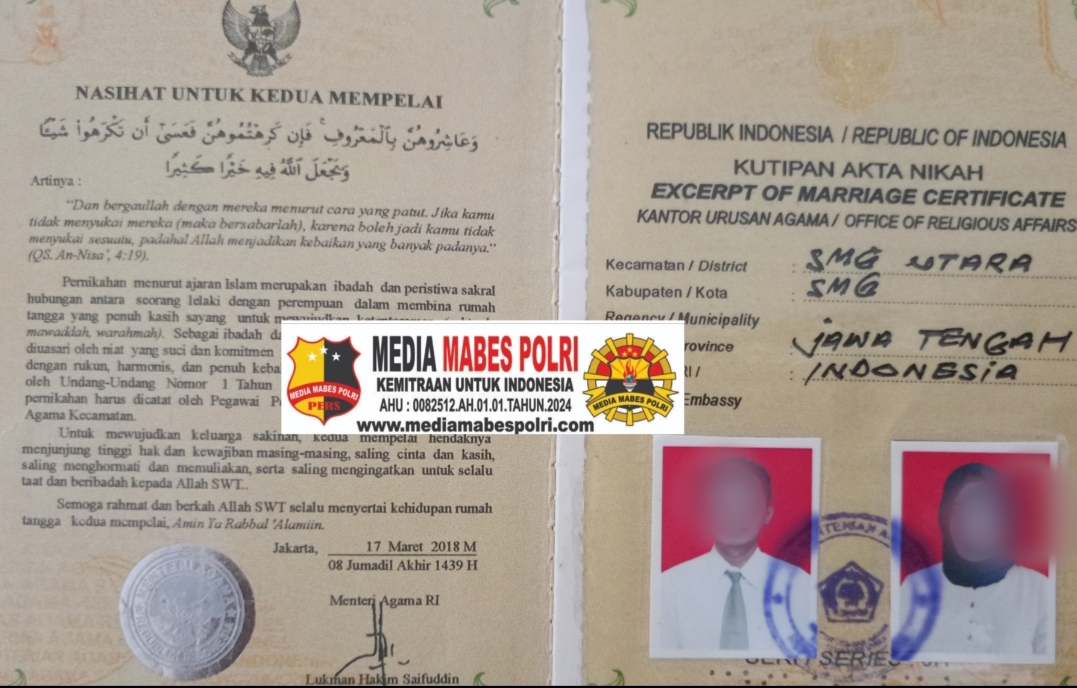 NASIHAT UNTUK KEDUA MEMPELAI
وَعَاشِرُوهُنَّ بِالْمَعْرُوفِ ۚ فَإِن كَرِهْتُمُوهُنَّ فَعَسَىٰٓ أَن تَكْرَهُوا۟ شَيْـًٔا
وَيَجْعَلَ ٱللَّهُ فِيهِ خَيْرًا كَثِيرًا
Artinya :
"Dan bergaullah dengan mereka menurut cara yang patut. Jika kamu
tidak menyukai mereka (maka bersabarlah), karena boleh jadi kamu tidak
menyukai sesuatu, padahal Allah menjadikan kebaikan yang banyak padanya."
(QS. An-Nisa', 4:19).
Pernikahan menurut ajaran Islam merupakan ibadah dan peristiwa sakral
hubungan antara seorang lelaki dengan perempuan dalam membina rumah
tangga yang penuh kasih sayang untuk
mawaddah, warahmah). Sebagai ibadah
diuasari oleh niat yang suci dan komitmen
dengan rukun, harmonis, dan penuh
oleh Undang-Undang Nomor 1 Tahun
pernikahan harus dicatat oleh Pegawai
Agama Kecamatan.
Untuk mewujudkan keluarga sakinah, kedua mempelai hendaknya
menjunjung tinggi hak dan kewajiban masing-masing, saling cinta dan kasih,
saling menghormati dan memuliakan, serta saling mengingatkan untuk selalu
taat dan beribadah kepada Allah SWT..
Semoga rahmat dan berkah Allah SWT selalu menyertai kehidupan rumah
tangga kedua mempelai, Amin Ya Rabbal 'Alamiin.
Jakarta, 17 Maret 2018 M
08 Jumadil Akhir 1439 H
Menteri Agama RI
Lukman Hakim Saifuddin
REPUBLIK INDONESIA / REPUBLIC OF INDONESIA
KUTIPAN AKTA NIKAH
EXCERPT OF MARRIAGE CERTIFICATE
KANTOR URUSAN AGAMA / OFFICE OF RELIGIOUS AFFAIRS
Kecamatan / District : SMG UTARA
Kabupaten / Kota : SMG
Regency / Municipality
JAWA TENGAH
INDONESIA
Embassy
SERI / SERIES
MEDIA MABES POLRI
PERS
MEDIA MABES POLRI
KEMITRAAN UNTUK INDONESIA
AHU : 0082512.AH.01.01.TAHUN.2024
www.mediamabespolri.com
MEDIA MABES POLRI